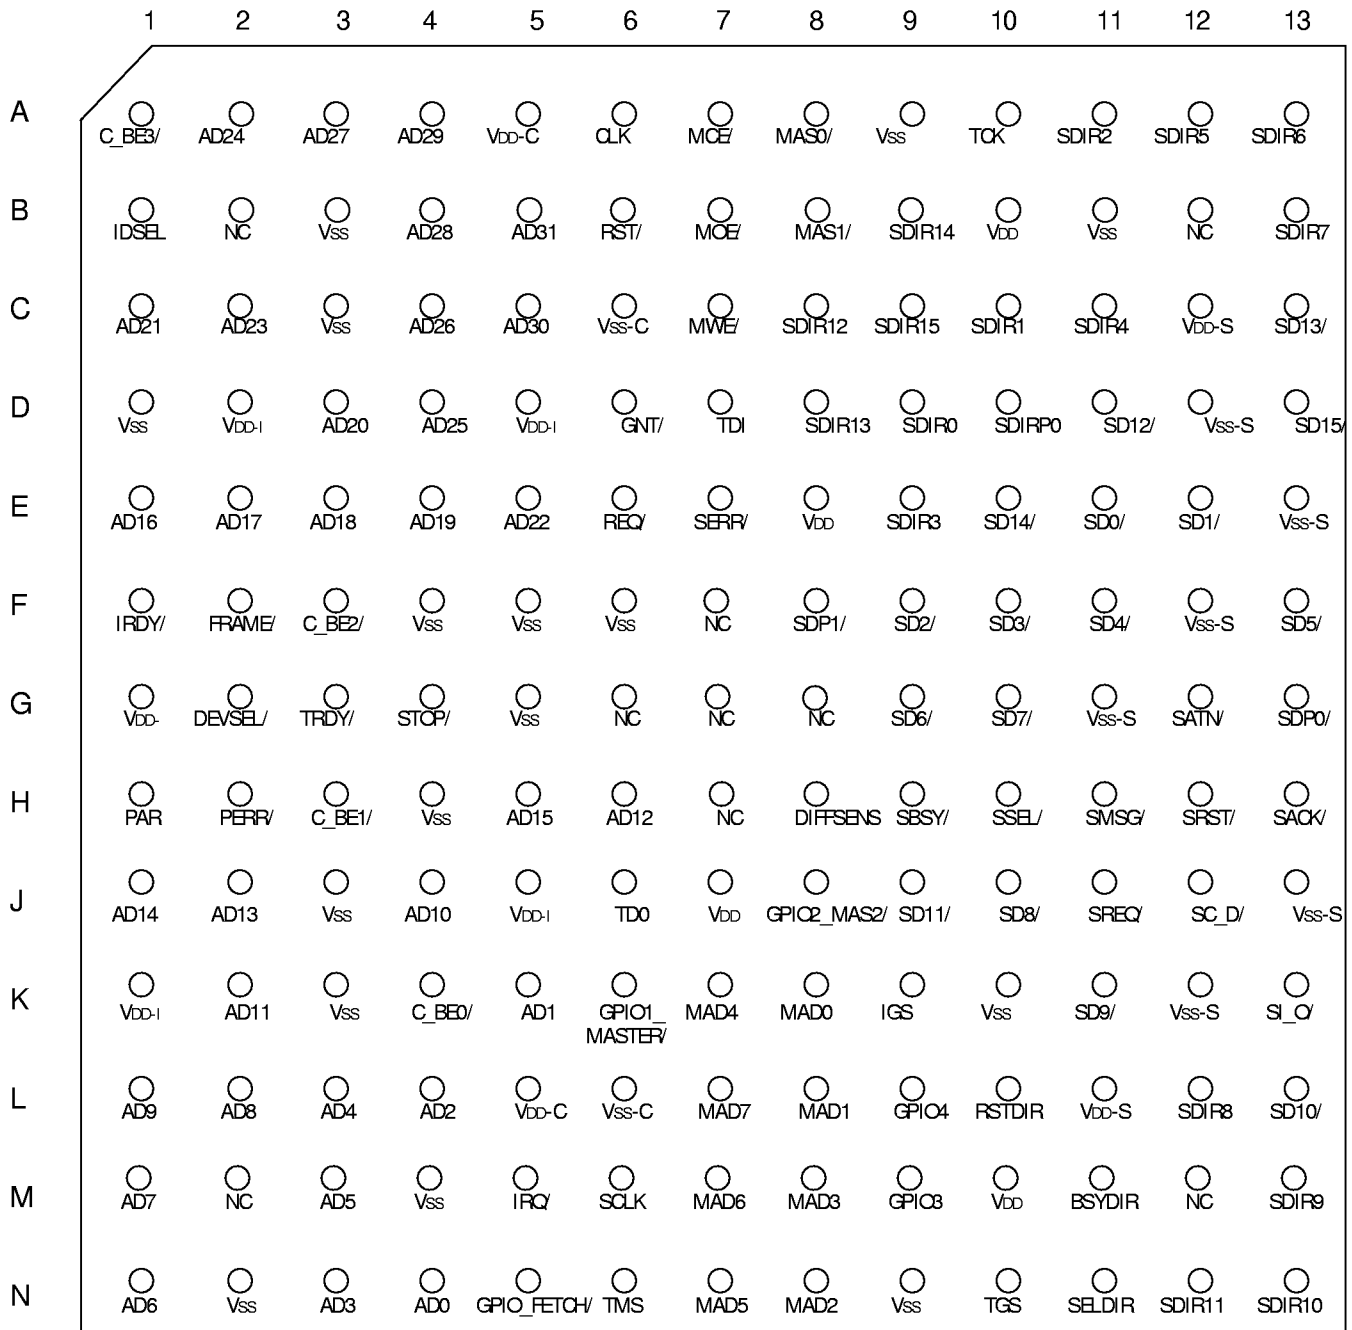 1 2 3 4 5 6 7 8 9 10 11 12 13
A
C_BE3/ AD24 AD27 AD29 VDD-C CLK MCE/ MAS0/ VSS TCK SDIR2 SDIR5 SDIR6
B
IDSEL NC VSS AD28 AD31 RST/ MOE/ MAS1/ SDIR14 VDD VSS NC SDIR7
C
AD21 AD23 VSS AD26 AD30 VSS-C MWE/ SDIR12 SDIR15 SDIR1 SDIR4 VDD-S SD13/
D
VSS VDD-I AD20 AD25 VDD-I GNT/ TDI SDIR13 SDIR0 SDIRP0 SD12/ VSS-S SD15/
E
AD16 AD17 AD18 AD19 AD22 REQ/ SERR/ VDD SDIR3 SD14/ SD0/ SD1/ VSS-S
F
IRDY/ FRAME/ C_BE2/ VSS VSS VSS NC SDP1/ SD2/ SD3/ SD4/ VSS-S SD5/
G
VDD- DEVSEL/ TRDY/ STOP/ VSS NC NC NC SD6/ SD7/ VSS-S SATN/ SDP0/
H
PAR PERR/ C_BE1/ VSS AD15 AD12 NC DIFFSENS SBSY/ SSEL/ SMSG/ SRST/ SACK/
J
AD14 AD13 VSS AD10 VDD-I TD0 VDD GPIO2_MAS2/ SD11/ SD8/ SREQ/ SC_D/ VSS-S
K
VDD-I AD11 VSS C_BE0/ AD1 GPIO1_ MAD4 MAD0 IGS VSS SD9/ VSS-S SI_O/
MASTER/
L
AD9 AD8 AD4 AD2 VDD-C VSS-C MAD7 MAD1 GPIO4 RSTDIR VDD-S SDIR8 SD10/
M
AD7 NC AD5 VSS IRQ/ SCLK MAD6 MAD3 GPIO3 VDD BSYDIR NC SDIR9
N
AD6 VSS AD3 AD0 GPIO_FETCH/ TMS MAD5 MAD2 VSS TGS SELDIR SDIR11 SDIR10